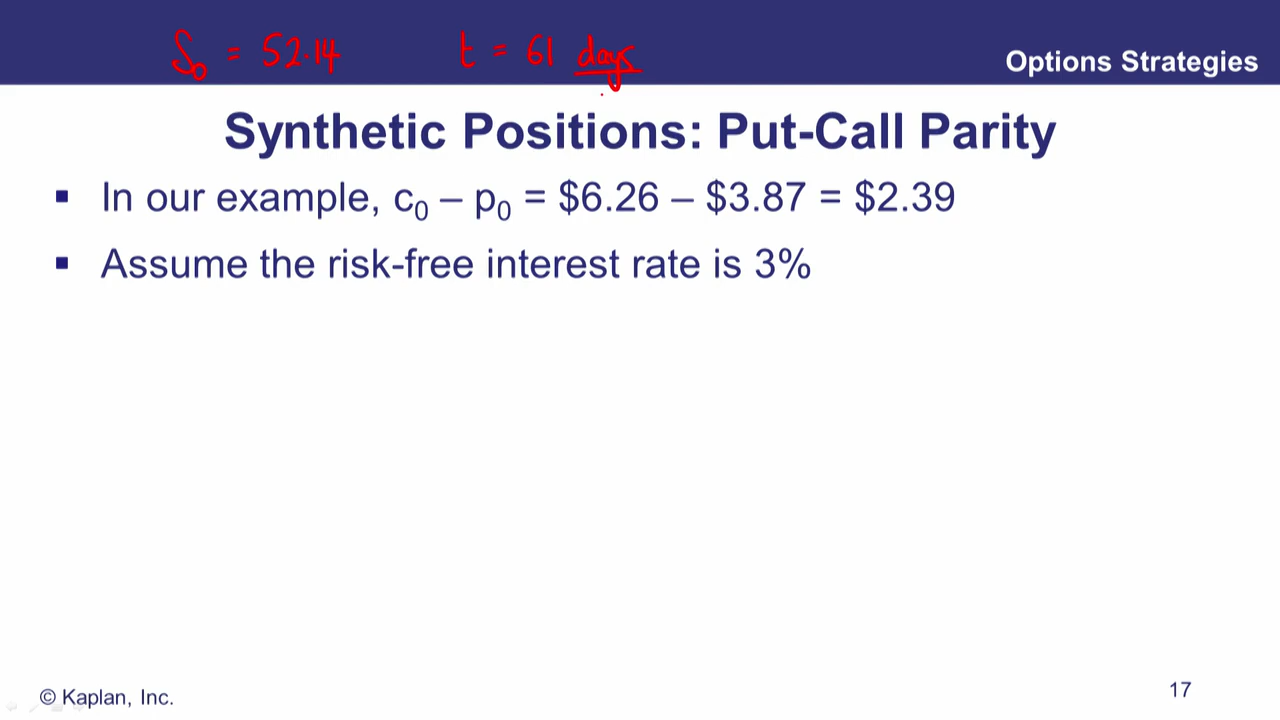 S₀ = 52.14 t = 61 days
Options Strategies
Synthetic Positions: Put-Call Parity
▪ In our example, c₀ – p₀ = $6.26 – $3.87 = $2.39
▪ Assume the risk-free interest rate is 3%
© Kaplan, Inc.
17